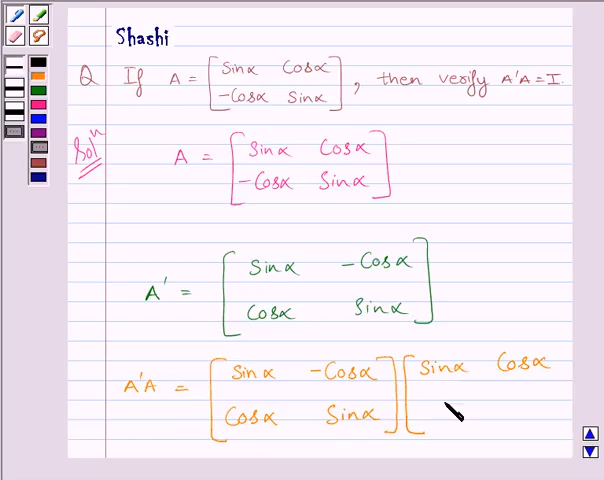 Shashi
Q If A = [ Sinα Cosα
-Cosα Sinα ] , then verify A'A = I.
Solⁿ A = [ Sinα Cosα
-Cosα Sinα ]
A' = [ Sinα -Cosα
Cosα Sinα ]
A'A = [ Sinα -Cosα ] [ Sinα Cosα
Cosα Sinα